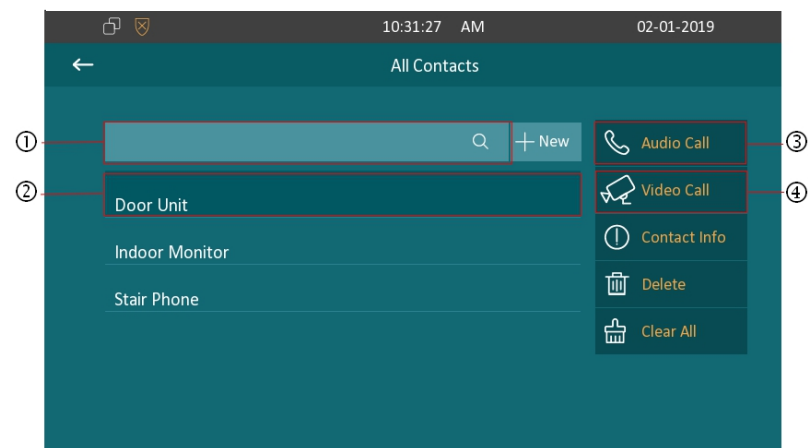 10:31:27 AM 02-01-2019
All Contacts
① + New Audio Call ③
② Door Unit Video Call ④
Indoor Monitor Contact Info
Stair Phone Delete
Clear All